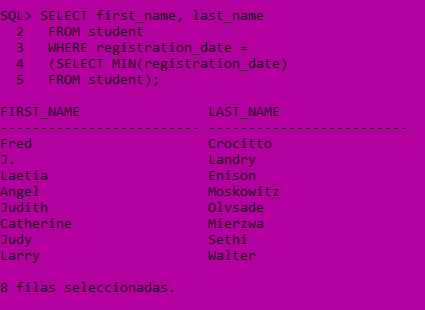 SQL> SELECT first_name, last_name
2 FROM student
3 WHERE registration_date =
4 (SELECT MIN(registration_date)
5 FROM student);
FIRST_NAME LAST_NAME
------------------------- -------------------------
Fred Crocitto
J. Landry
Laetia Enison
Angel Moskowitz
Judith Olvsade
Catherine Mierzwa
Judy Sethi
Larry Walter
8 filas seleccionadas.